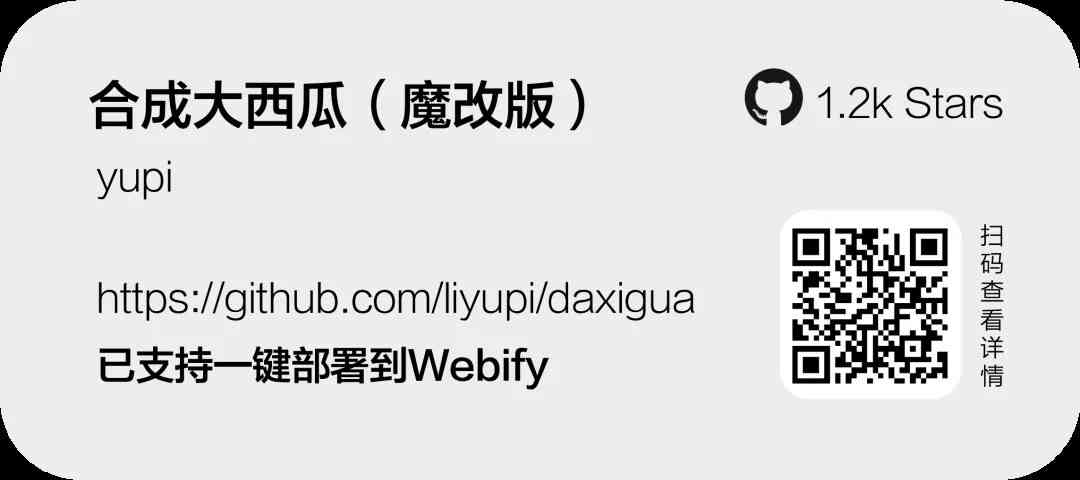 合成大西瓜（魔改版）
1.2k Stars
yupi
https://github.com/liyupi/daxigua
已支持一键部署到Webify
扫码查看详情